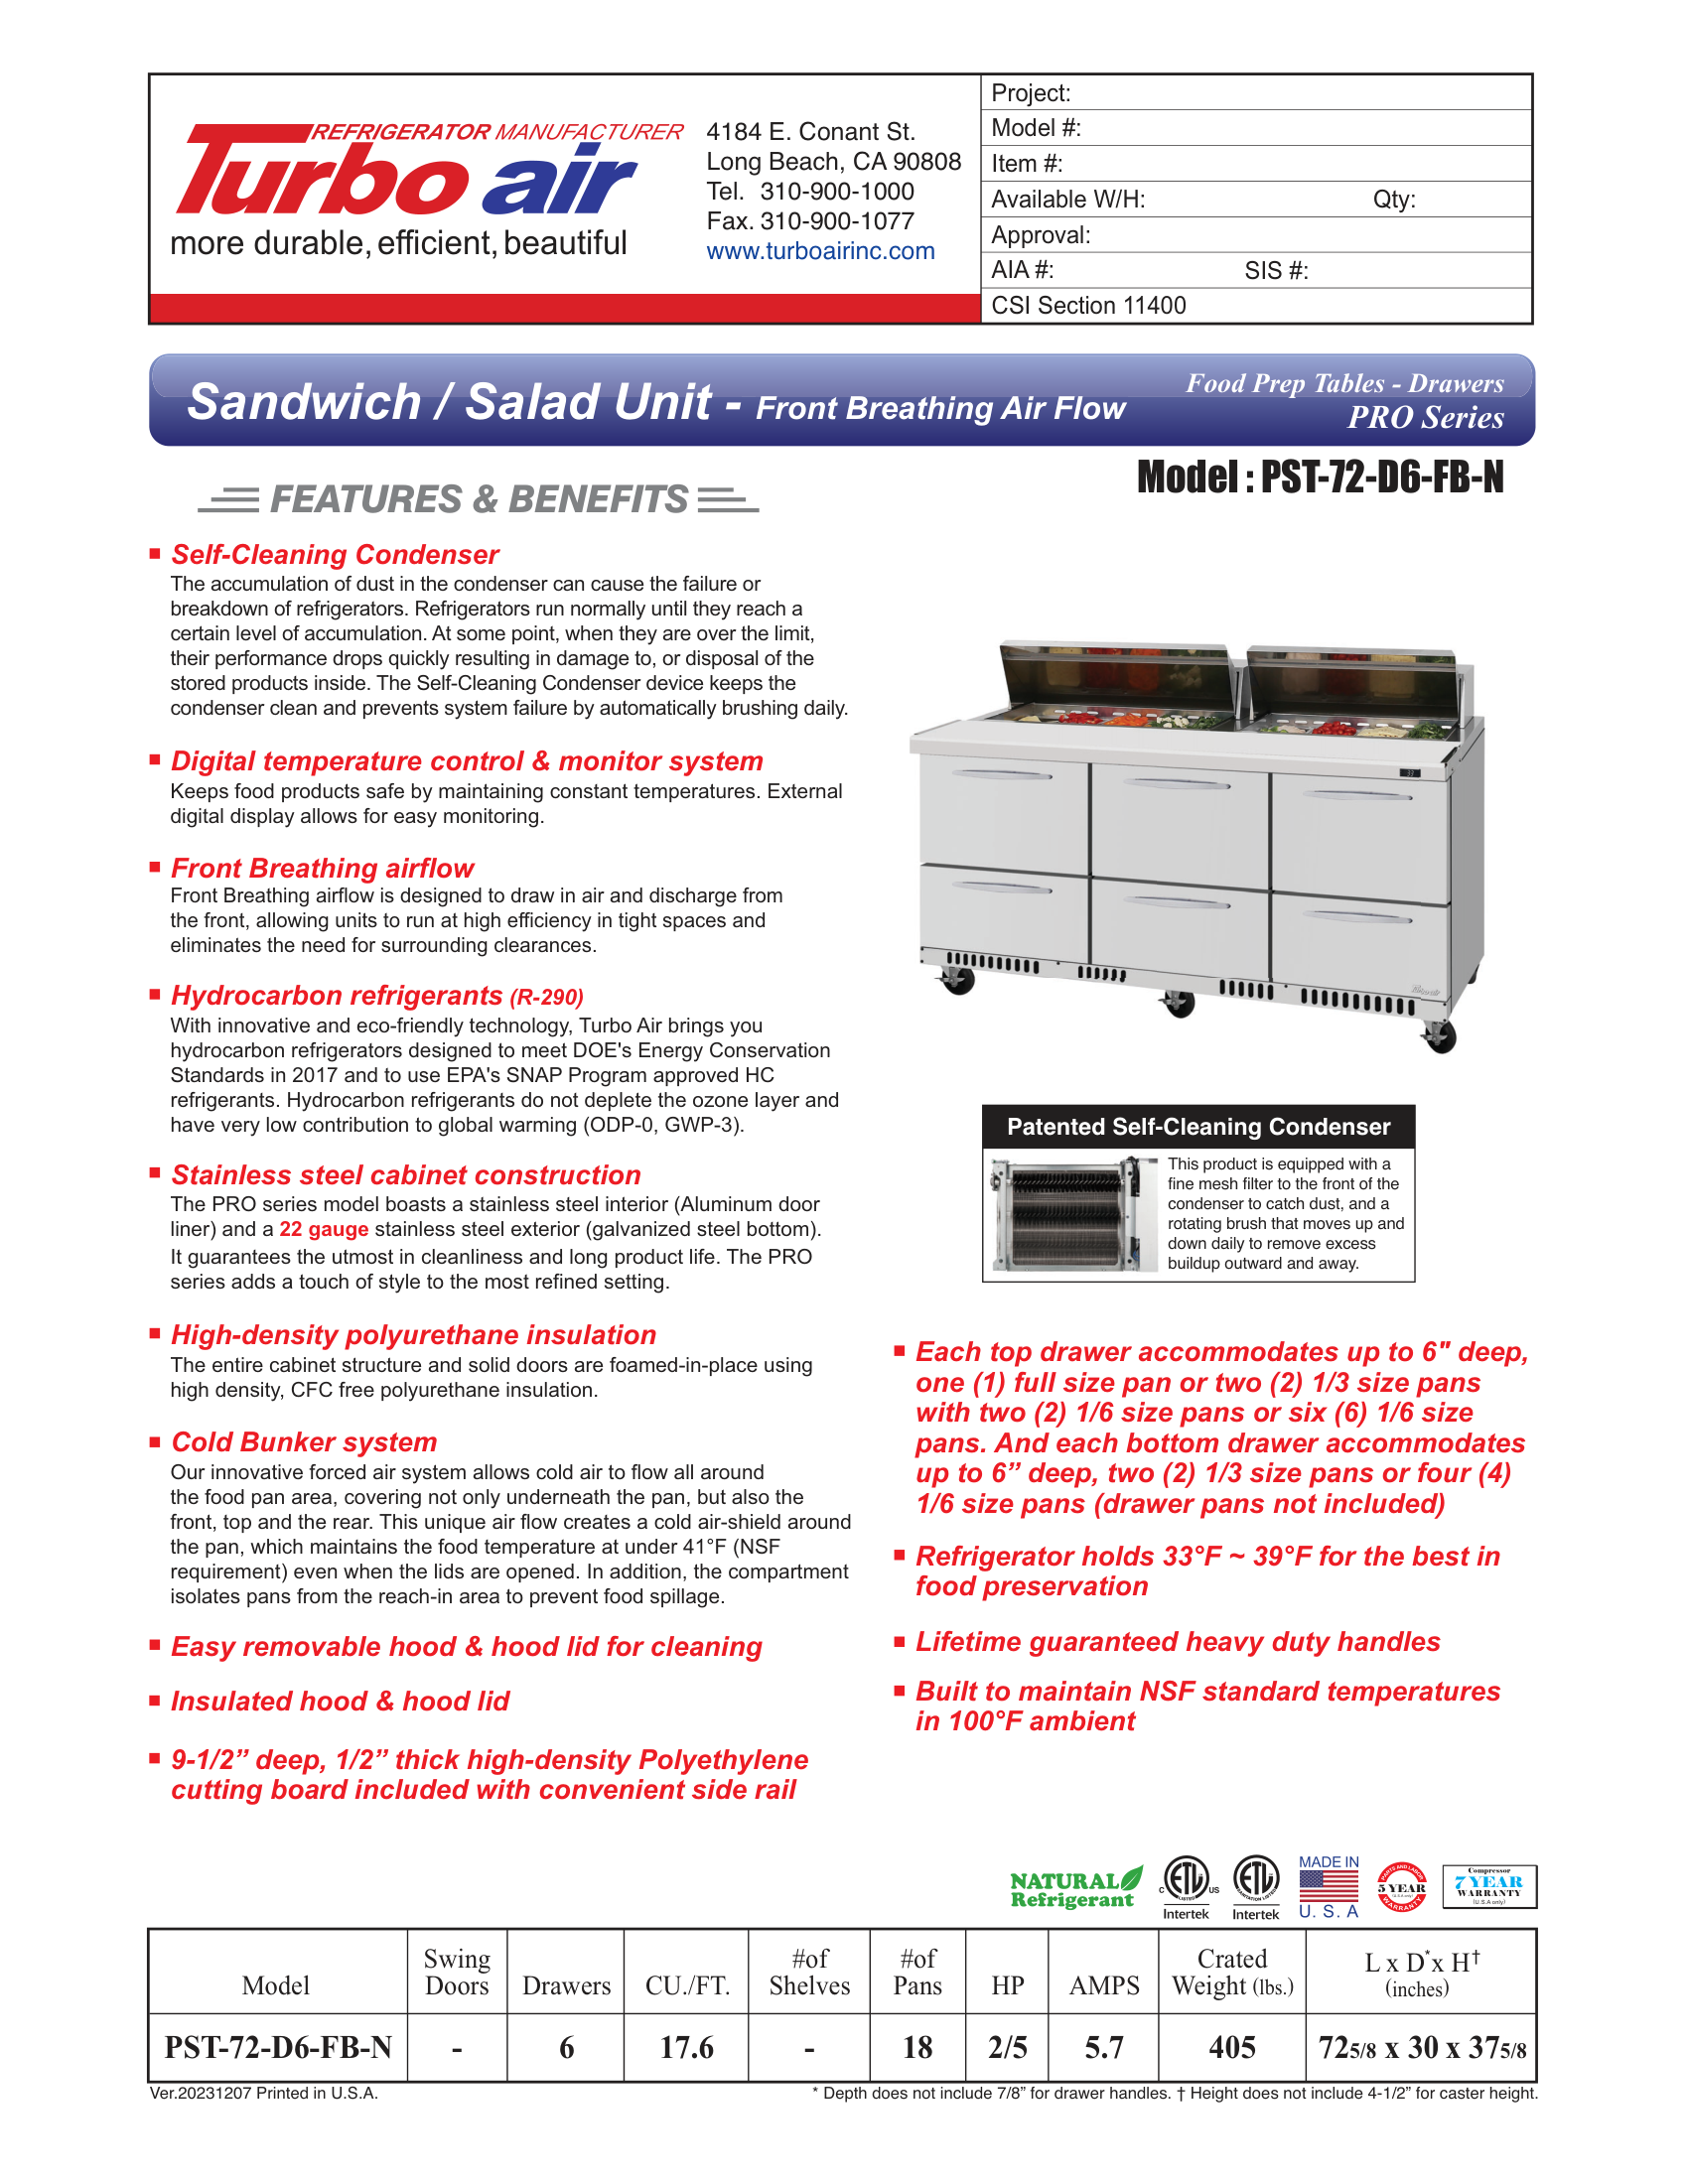 REFRIGERATOR MANUFACTURER
Turbo air
more durable, efficient, beautiful
4184 E. Conant St.
Long Beach, CA 90808
Tel. 310-900-1000
Fax. 310-900-1077
www.turboairinc.com
Project:
Model #:
Item #:
Available W/H: Qty:
Approval:
AIA #: SIS #:
CSI Section 11400
Sandwich / Salad Unit - Front Breathing Air Flow
Food Prep Tables - Drawers
PRO Series
Model : PST-72-D6-FB-N
FEATURES & BENEFITS
Self-Cleaning Condenser
The accumulation of dust in the condenser can cause the failure or
breakdown of refrigerators. Refrigerators run normally until they reach a
certain level of accumulation. At some point, when they are over the limit,
their performance drops quickly resulting in damage to, or disposal of the
stored products inside. The Self-Cleaning Condenser device keeps the
condenser clean and prevents system failure by automatically brushing daily.
Digital temperature control & monitor system
Keeps food products safe by maintaining constant temperatures. External
digital display allows for easy monitoring.
Front Breathing airflow
Front Breathing airflow is designed to draw in air and discharge from
the front, allowing units to run at high efficiency in tight spaces and
eliminates the need for surrounding clearances.
Hydrocarbon refrigerants (R-290)
With innovative and eco-friendly technology, Turbo Air brings you
hydrocarbon refrigerators designed to meet DOE's Energy Conservation
Standards in 2017 and to use EPA's SNAP Program approved HC
refrigerants. Hydrocarbon refrigerants do not deplete the ozone layer and
have very low contribution to global warming (ODP-0, GWP-3).
Stainless steel cabinet construction
The PRO series model boasts a stainless steel interior (Aluminum door
liner) and a 22 gauge stainless steel exterior (galvanized steel bottom).
It guarantees the utmost in cleanliness and long product life. The PRO
series adds a touch of style to the most refined setting.
High-density polyurethane insulation
The entire cabinet structure and solid doors are foamed-in-place using
high density, CFC free polyurethane insulation.
Cold Bunker system
Our innovative forced air system allows cold air to flow all around
the food pan area, covering not only underneath the pan, but also the
front, top and the rear. This unique air flow creates a cold air-shield around
the pan, which maintains the food temperature at under 41°F (NSF
requirement) even when the lids are opened. In addition, the compartment
isolates pans from the reach-in area to prevent food spillage.
Easy removable hood & hood lid for cleaning
Insulated hood & hood lid
9-1/2” deep, 1/2” thick high-density Polyethylene
cutting board included with convenient side rail
Patented Self-Cleaning Condenser
This product is equipped with a
fine mesh filter to the front of the
condenser to catch dust, and a
rotating brush that moves up and
down daily to remove excess
buildup outward and away.
Each top drawer accommodates up to 6" deep,
one (1) full size pan or two (2) 1/3 size pans
with two (2) 1/6 size pans or six (6) 1/6 size
pans. And each bottom drawer accommodates
up to 6” deep, two (2) 1/3 size pans or four (4)
1/6 size pans (drawer pans not included)
Refrigerator holds 33°F ~ 39°F for the best in
food preservation
Lifetime guaranteed heavy duty handles
Built to maintain NSF standard temperatures
in 100°F ambient
NATURAL
Refrigerant
C ETL US
LISTED
Intertek
ETL
SANITATION LISTED
Intertek
MADE IN
U. S. A
PARTS AND LABOR
5 YEAR
(U.S.A only)
WARRANTY
Compressor
7 YEAR
WARRANTY
(U.S.A only)
Model Swing Doors Drawers CU./FT. #of Shelves #of Pans HP AMPS Crated Weight (lbs.) L x D* x H† (inches)
PST-72-D6-FB-N - 6 17.6 - 18 2/5 5.7 405 725/8 x 30 x 375/8
Ver.20231207 Printed in U.S.A.
* Depth does not include 7/8” for drawer handles. † Height does not include 4-1/2” for caster height.